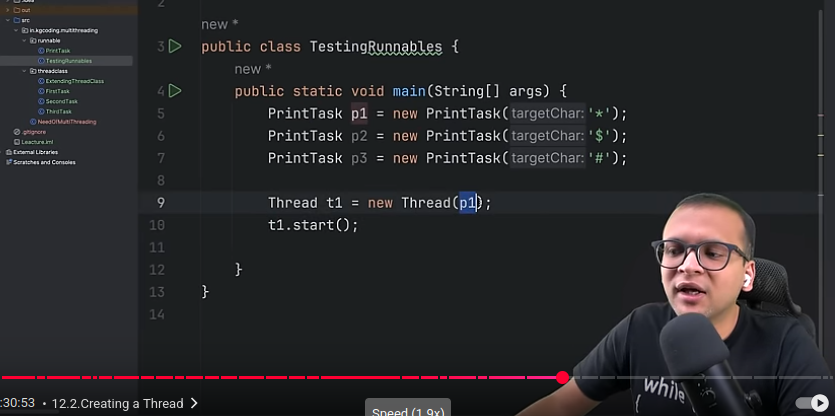 out
src
in.kgcoding.multithreading
runnable
PrintTask
TestingRunnables
threadclass
ExtendingThreadClass
FirstTask
SecondTask
ThirdTask
NeedOfMultiThreading
.gitignore
Leacture.iml
External Libraries
Scratches and Consoles
2
new *
3 public class TestingRunnables {
new *
4 public static void main(String[] args) {
5 PrintTask p1 = new PrintTask( targetChar: '*');
6 PrintTask p2 = new PrintTask( targetChar: '$');
7 PrintTask p3 = new PrintTask( targetChar: '#');
8
9 Thread t1 = new Thread(p1);
10 t1.start();
11
12 }
13 }
14
while
{
:30:53 • 12.2.Creating a Thread >
Speed (1.9x)